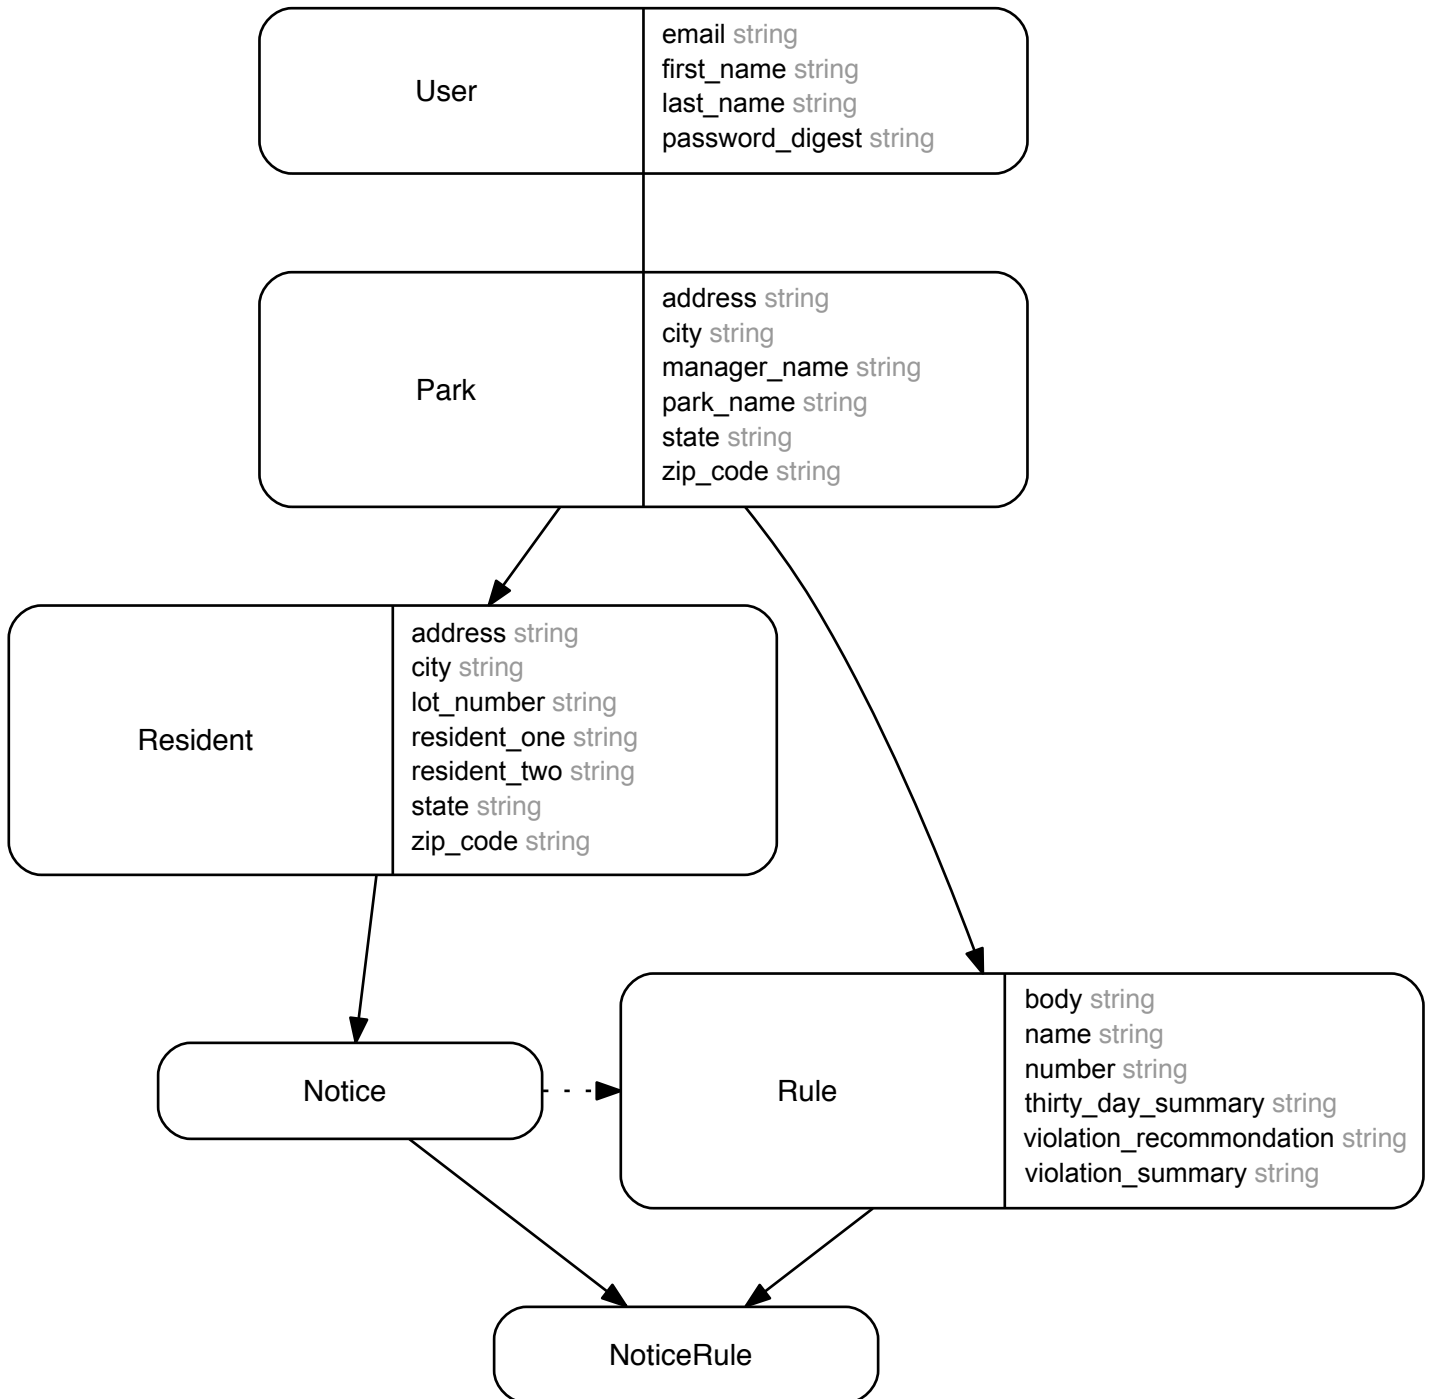 User
email string
first_name string
last_name string
password_digest string
Park
address string
city string
manager_name string
park_name string
state string
zip_code string
Resident
address string
city string
lot_number string
resident_one string
resident_two string
state string
zip_code string
Notice
Rule
body string
name string
number string
thirty_day_summary string
violation_recommondation string
violation_summary string
NoticeRule